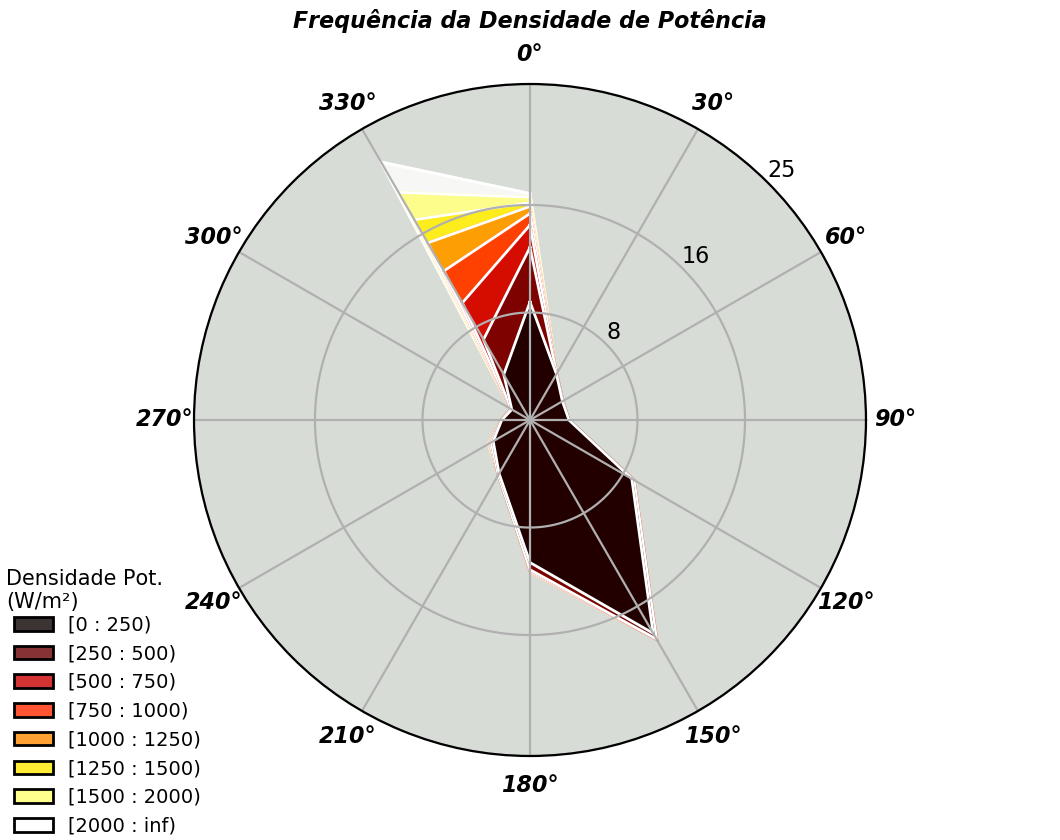 Frequência da Densidade de Potência
0°
330°
30°
25
300°
60°
16
8
270°
90°
Densidade Pot.
(W/m²)
240°
120°
[0 : 250)
[250 : 500)
[500 : 750)
[750 : 1000)
210°
150°
[1000 : 1250)
[1250 : 1500)
180°
[1500 : 2000)
[2000 : inf)